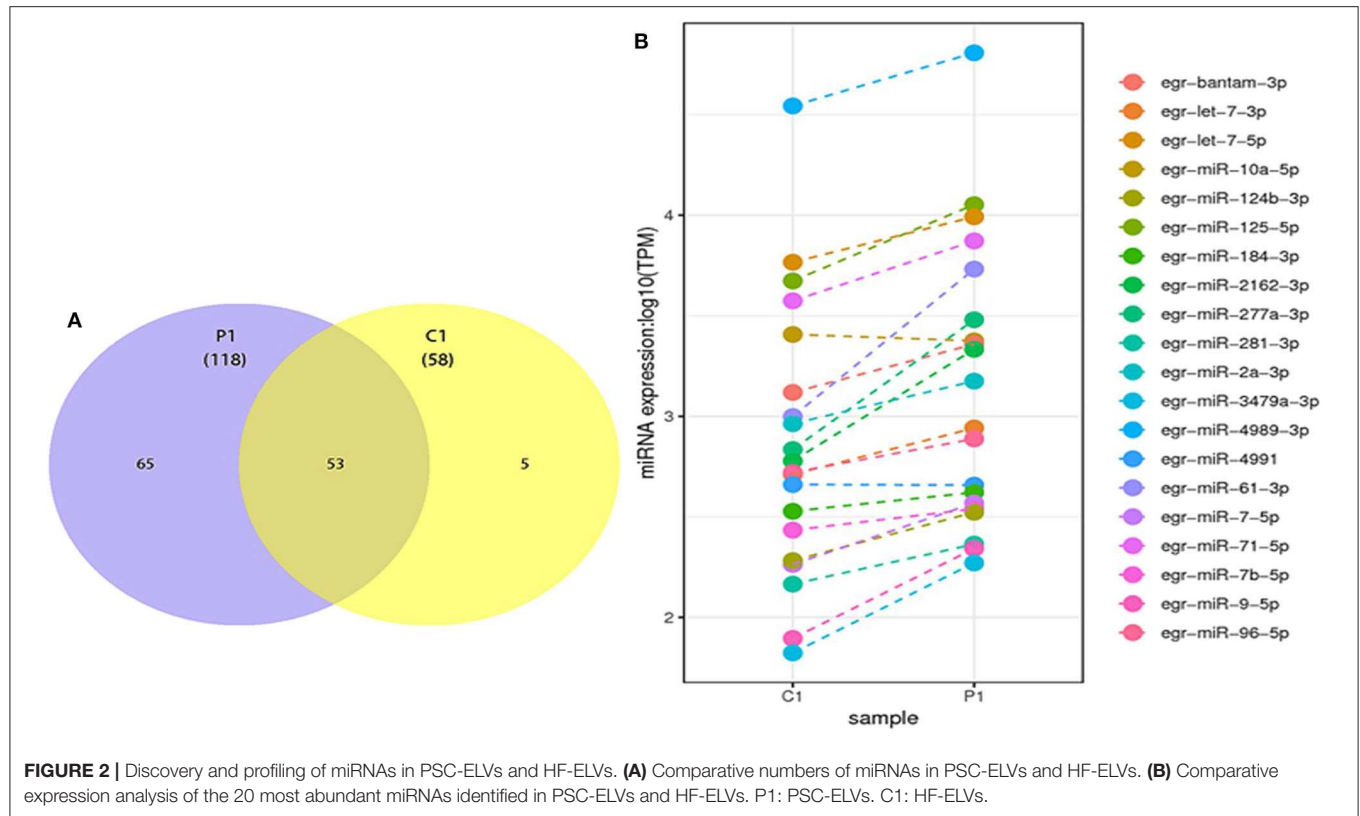 A
P1
(118)
C1
(58)
65
53
5
B
miRNA expression:log10(TPM)
4
3
2
C1
P1
sample
egr−bantam−3p
egr−let−7−3p
egr−let−7−5p
egr−miR−10a−5p
egr−miR−124b−3p
egr−miR−125−5p
egr−miR−184−3p
egr−miR−2162−3p
egr−miR−277a−3p
egr−miR−281−3p
egr−miR−2a−3p
egr−miR−3479a−3p
egr−miR−4989−3p
egr−miR−4991
egr−miR−61−3p
egr−miR−7−5p
egr−miR−71−5p
egr−miR−7b−5p
egr−miR−9−5p
egr−miR−96−5p
FIGURE 2 | Discovery and profiling of miRNAs in PSC-ELVs and HF-ELVs. (A) Comparative numbers of miRNAs in PSC-ELVs and HF-ELVs. (B) Comparative
expression analysis of the 20 most abundant miRNAs identified in PSC-ELVs and HF-ELVs. P1: PSC-ELVs. C1: HF-ELVs.